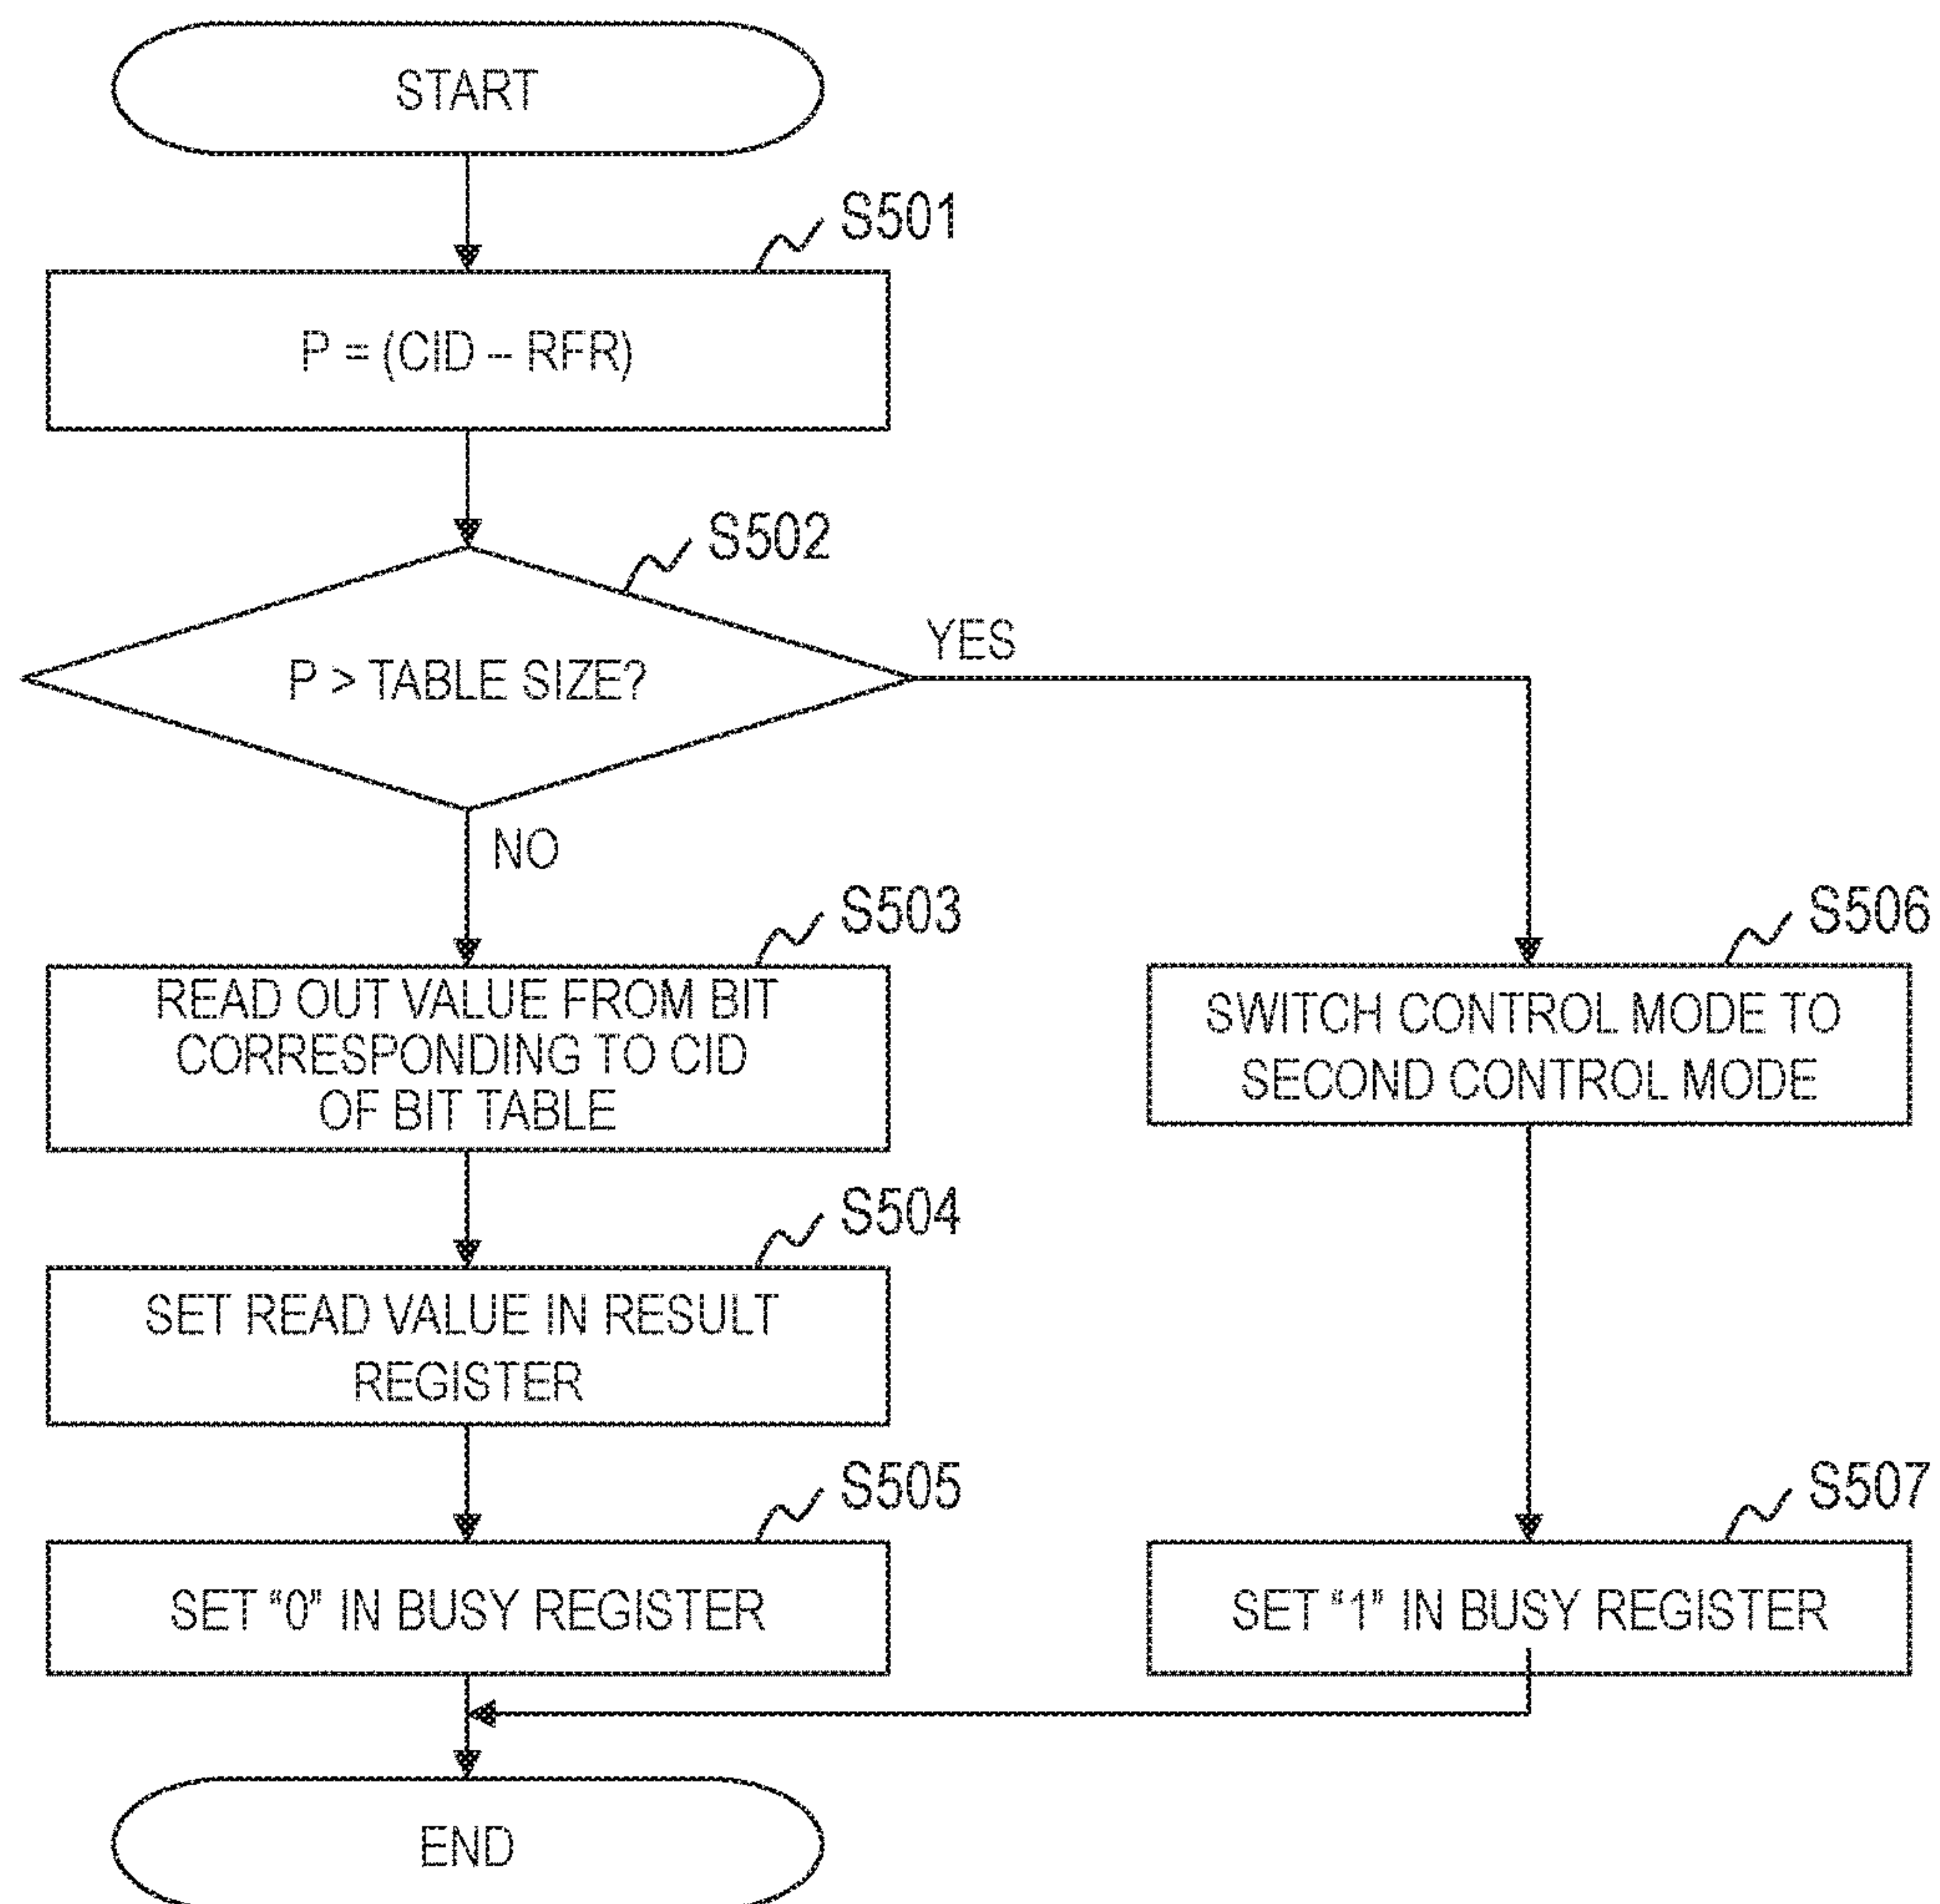 START
S501
P = (CID – RFR)
S502
P > TABLE SIZE?
YES
NO
S503
READ OUT VALUE FROM BIT
CORRESPONDING TO CID
OF BIT TABLE
S506
SWITCH CONTROL MODE TO
SECOND CONTROL MODE
S504
SET READ VALUE IN RESULT
REGISTER
S505
SET “0” IN BUSY REGISTER
S507
SET “1” IN BUSY REGISTER
END